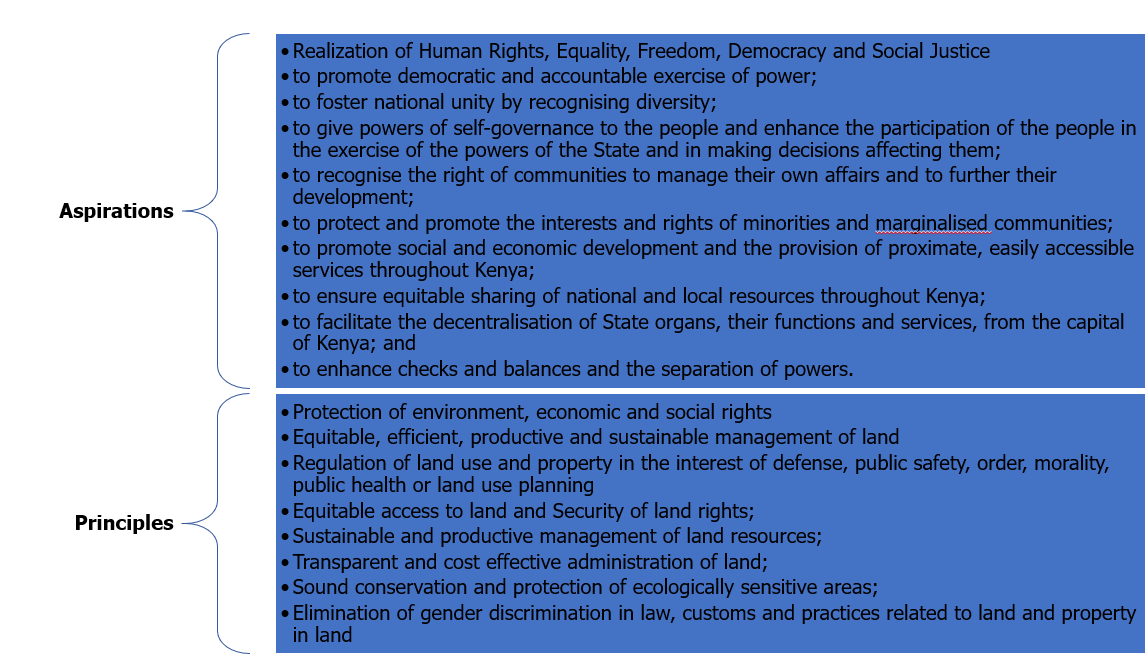 Aspirations
•Realization of Human Rights, Equality, Freedom, Democracy and Social Justice
•to promote democratic and accountable exercise of power;
•to foster national unity by recognising diversity;
•to give powers of self-governance to the people and enhance the participation of the people in
the exercise of the powers of the State and in making decisions affecting them;
•to recognise the right of communities to manage their own affairs and to further their
development;
•to protect and promote the interests and rights of minorities and marginalised communities;
•to promote social and economic development and the provision of proximate, easily accessible
services throughout Kenya;
•to ensure equitable sharing of national and local resources throughout Kenya;
•to facilitate the decentralisation of State organs, their functions and services, from the capital
of Kenya; and
•to enhance checks and balances and the separation of powers.
Principles
•Protection of environment, economic and social rights
•Equitable, efficient, productive and sustainable management of land
•Regulation of land use and property in the interest of defense, public safety, order, morality,
public health or land use planning
•Equitable access to land and Security of land rights;
•Sustainable and productive management of land resources;
•Transparent and cost effective administration of land;
•Sound conservation and protection of ecologically sensitive areas;
•Elimination of gender discrimination in law, customs and practices related to land and property
in land